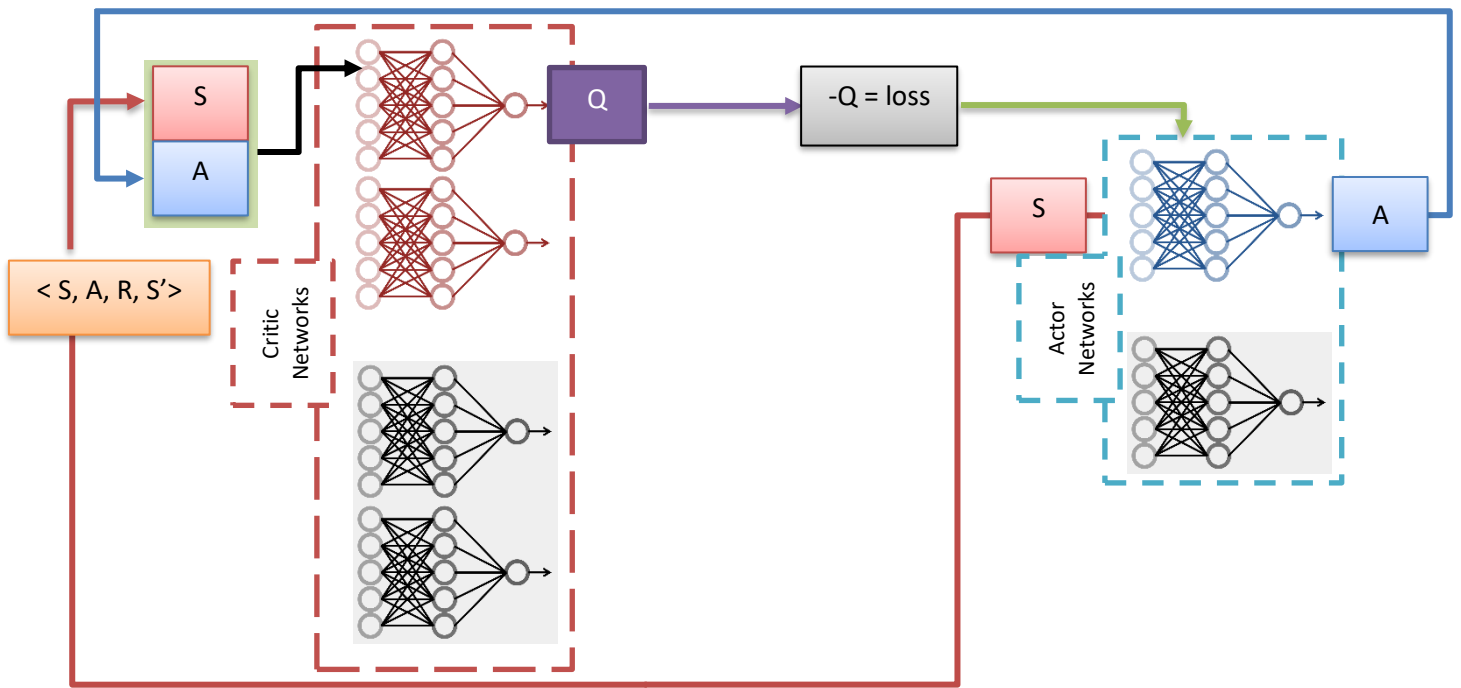 S
A
Q
-Q = loss
S
A
< S, A, R, S’>
Critic
Networks
Actor
Networks